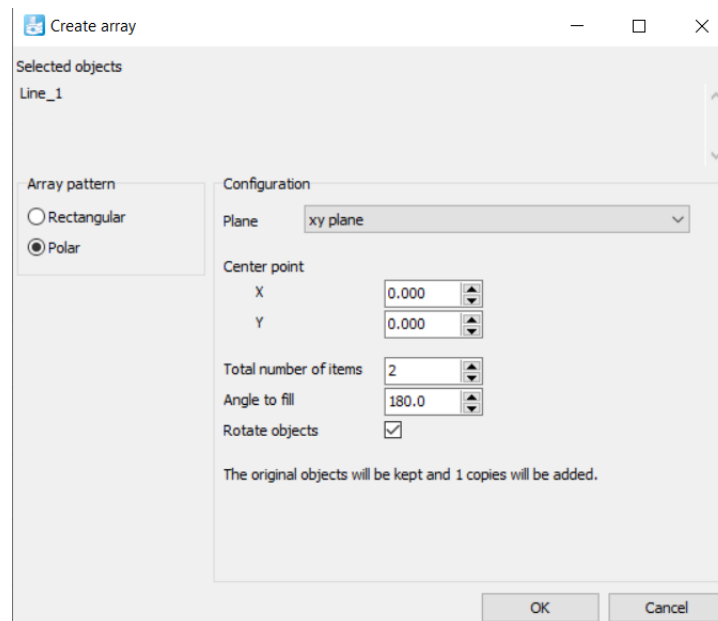 Create array
Selected objects
Line_1
Array pattern
Rectangular
Polar
Configuration
Plane xy plane
Center point
X 0.000
Y 0.000
Total number of items 2
Angle to fill 180.0
Rotate objects
The original objects will be kept and 1 copies will be added.
OK Cancel